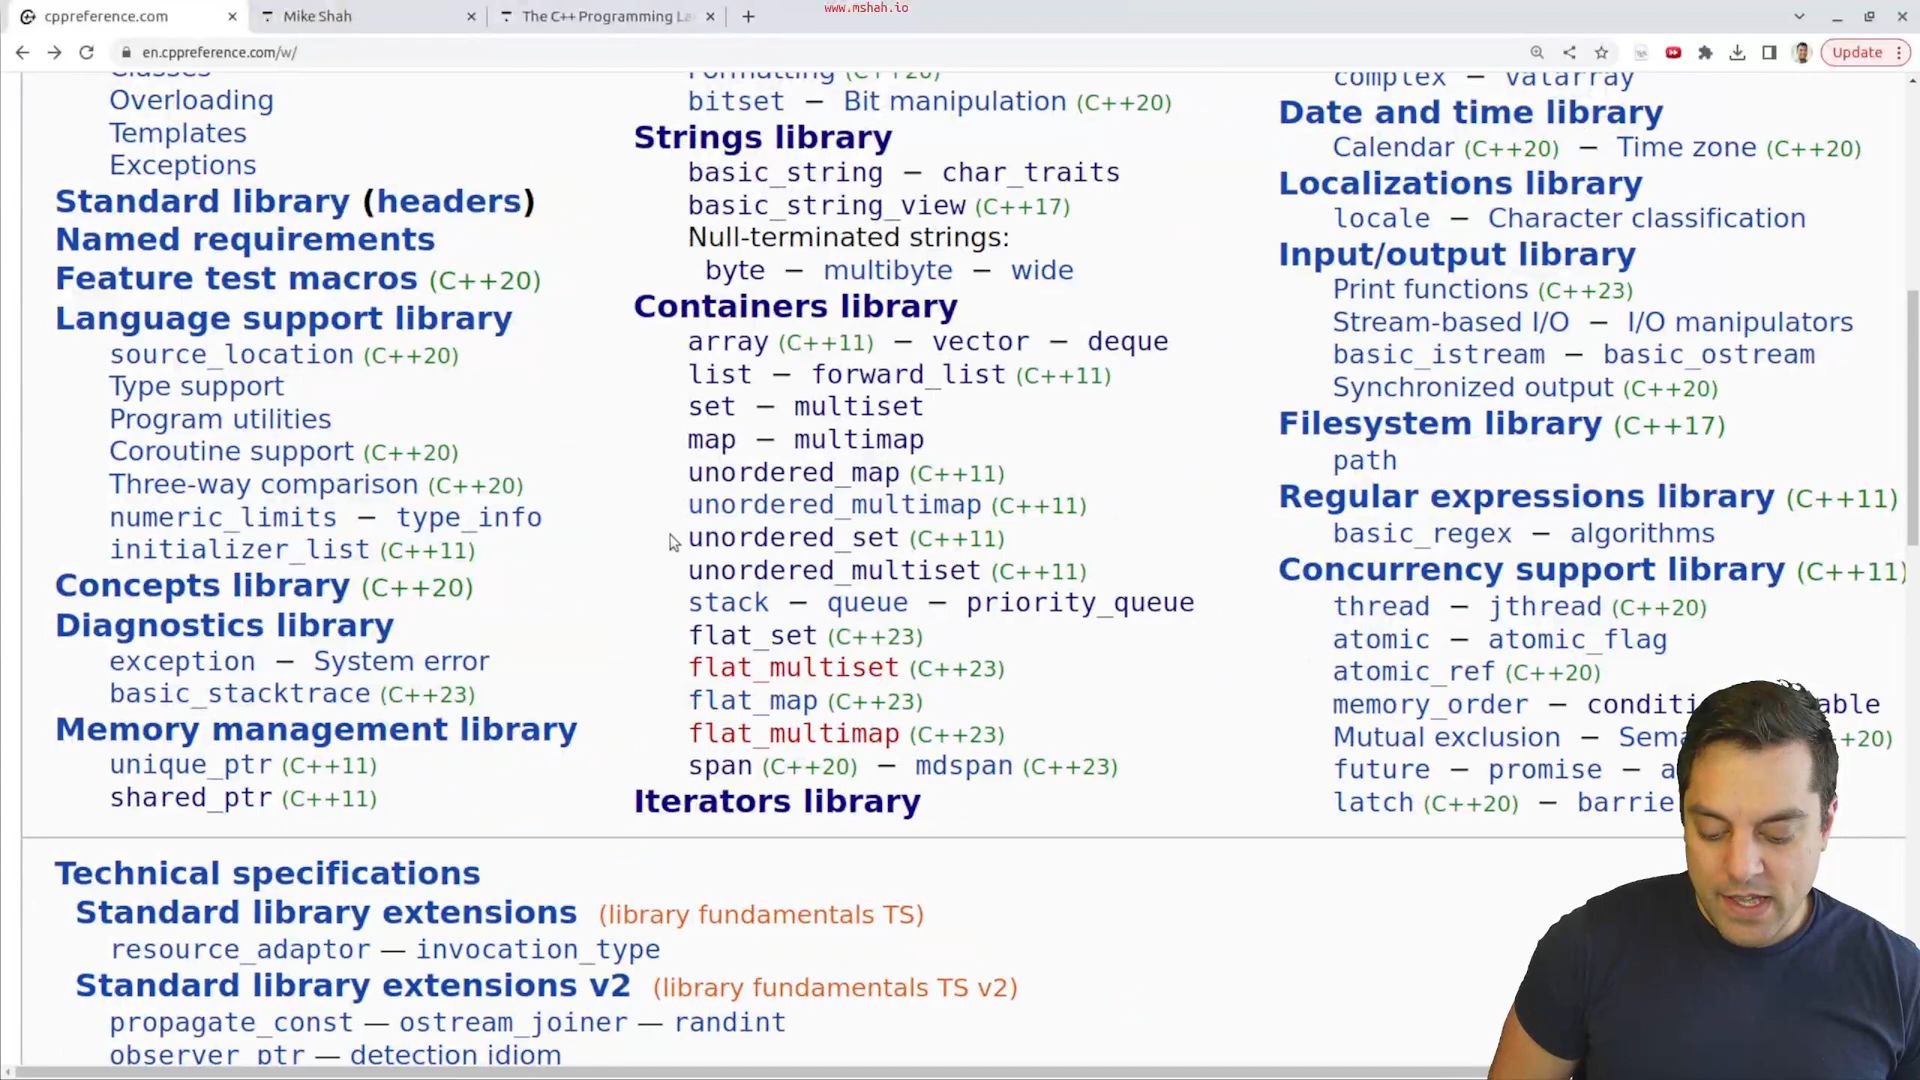 www.mshah.io
cppreference.com
Mike Shah
The C++ Programming La
en.cppreference.com/w/
Update
Classes
Overloading
Templates
Exceptions
Standard library (headers)
Named requirements
Feature test macros (C++20)
Language support library
source_location (C++20)
Type support
Program utilities
Coroutine support (C++20)
Three-way comparison (C++20)
numeric_limits − type_info
initializer_list (C++11)
Concepts library (C++20)
Diagnostics library
exception − System error
basic_stacktrace (C++23)
Memory management library
unique_ptr (C++11)
shared_ptr (C++11)
Formatting (C++20)
bitset − Bit manipulation (C++20)
Strings library
basic_string − char_traits
basic_string_view (C++17)
Null-terminated strings:
byte − multibyte − wide
Containers library
array (C++11) − vector − deque
list − forward_list (C++11)
set − multiset
map − multimap
unordered_map (C++11)
unordered_multimap (C++11)
unordered_set (C++11)
unordered_multiset (C++11)
stack − queue − priority_queue
flat_set (C++23)
flat_multiset (C++23)
flat_map (C++23)
flat_multimap (C++23)
span (C++20) − mdspan (C++23)
Iterators library
complex − valarray
Date and time library
Calendar (C++20) − Time zone (C++20)
Localizations library
locale − Character classification
Input/output library
Print functions (C++23)
Stream-based I/O − I/O manipulators
basic_istream − basic_ostream
Synchronized output (C++20)
Filesystem library (C++17)
path
Regular expressions library (C++11)
basic_regex − algorithms
Concurrency support library (C++11)
thread − jthread (C++20)
atomic − atomic_flag
atomic_ref (C++20)
memory_order − conditi able
Mutual exclusion − Sema ++20)
future − promise − a
latch (C++20) − barrie
Technical specifications
Standard library extensions (library fundamentals TS)
resource_adaptor — invocation_type
Standard library extensions v2 (library fundamentals TS v2)
propagate_const — ostream_joiner — randint
observer_ptr — detection idiom